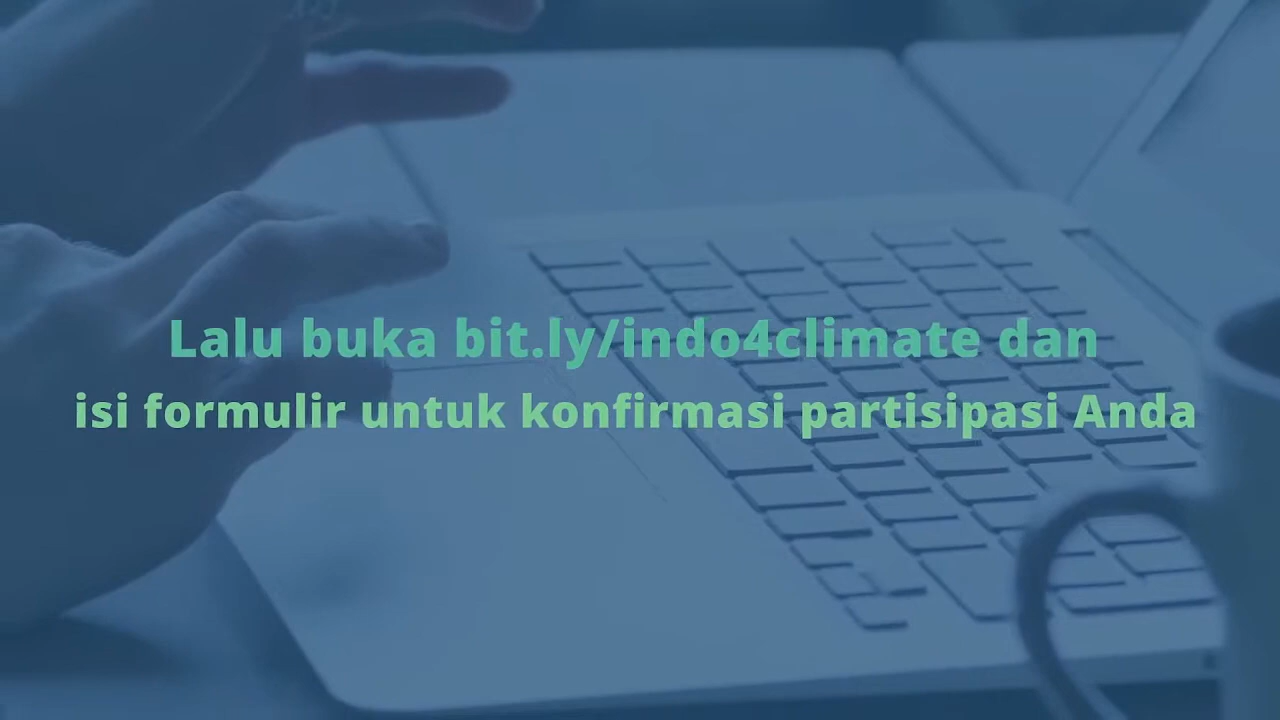 Lalu buka bit.ly/indo4climate dan
isi formulir untuk konfirmasi partisipasi Anda